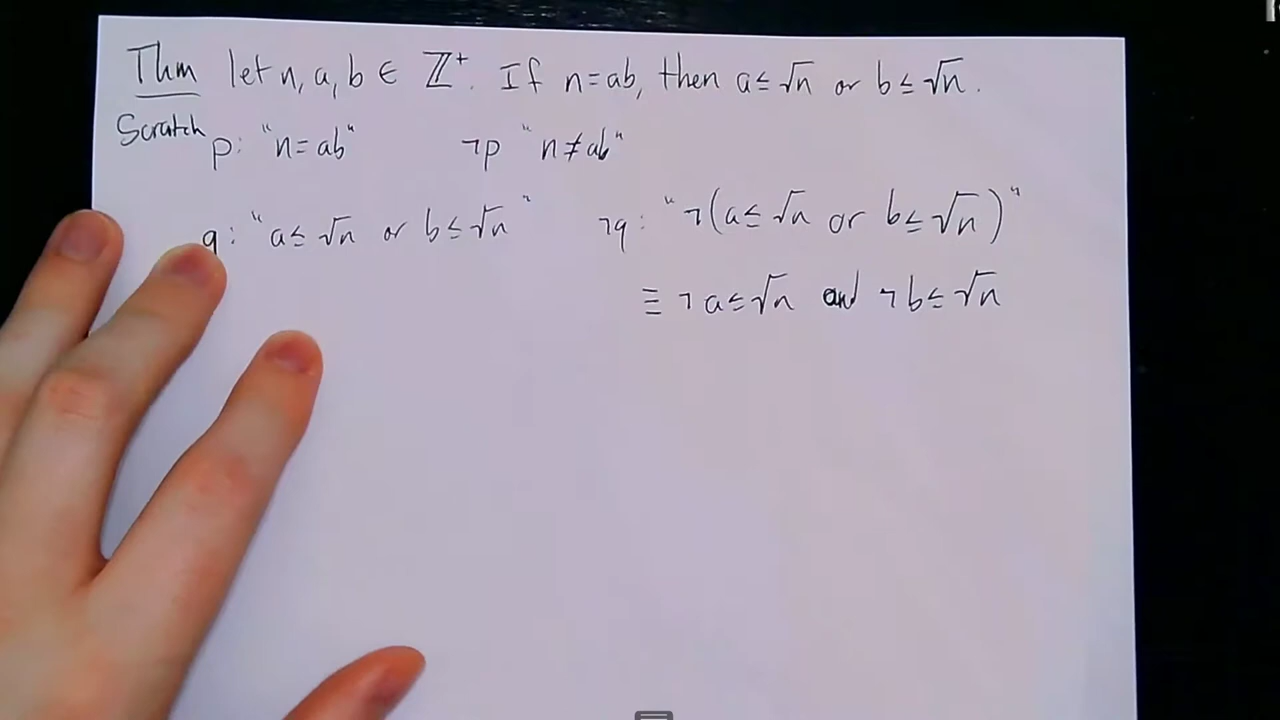 Thm let n, a, b ∈ ℤ⁺. If n=ab, then a≤√n or b≤√n.
Scratch p: "n=ab" ¬p "n≠ab"
q: "a≤√n or b≤√n" ¬q: "¬(a≤√n or b≤√n)"
≡ ¬a≤√n and ¬b≤√n